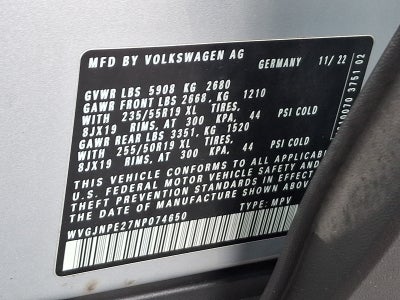 MFD BY VOLKSWAGEN AG GERMANY 11/ 22
GVWR LBS 5908 KG 2680
GAWR FRONT LBS 2668, KG 1210
WITH 235/55R19 XL TIRES.
8JX19 RIMS, AT 300 KPA, 44 PSI COLD
GAWR REAR LBS 3351, KG 1520
WITH 255/50R19 XL TIRES.
8JX19 RIMS, AT 300 KPA. 44 PSI COLD
THIS VEHICLE CONFORMS TO ALL APPLICABLE
U.S. FEDERAL MOTOR VEHICLE SAFETY
THEFT PREVENTION STANDARDS IN EFFECT
DATE OF MANUFACTURE SHOWN ABOVE
WVGJNPE27NP074650 TYPE: MPV